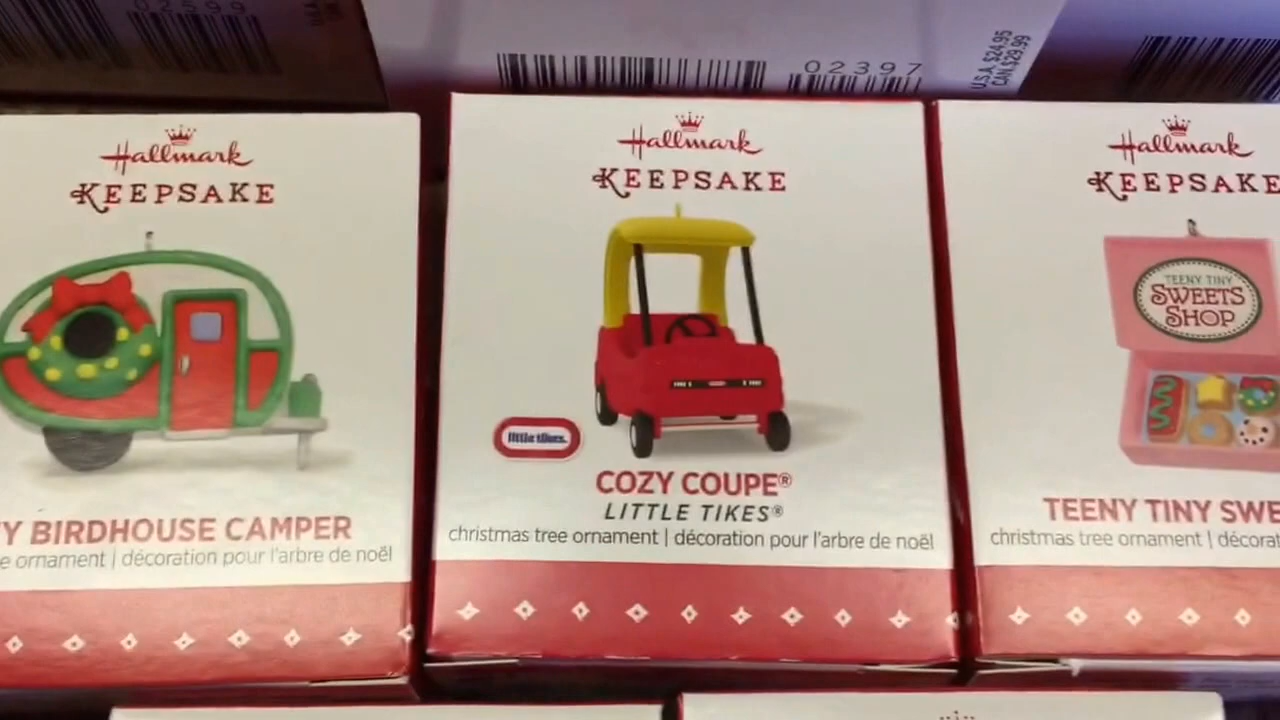 02397
U.S.A. $24.95
CAN.$29.99
Hallmark
KEEPSAKE
Y BIRDHOUSE CAMPER
e ornament | décoration pour l'arbre de noël
Hallmark
KEEPSAKE
little tikes.
COZY COUPE®
LITTLE TIKES®
christmas tree ornament | décoration pour l'arbre de noël
Hallmark
KEEPSAKE
TEENY TINY
SWEETS
SHOP
TEENY TINY SWE
christmas tree ornament | décorat